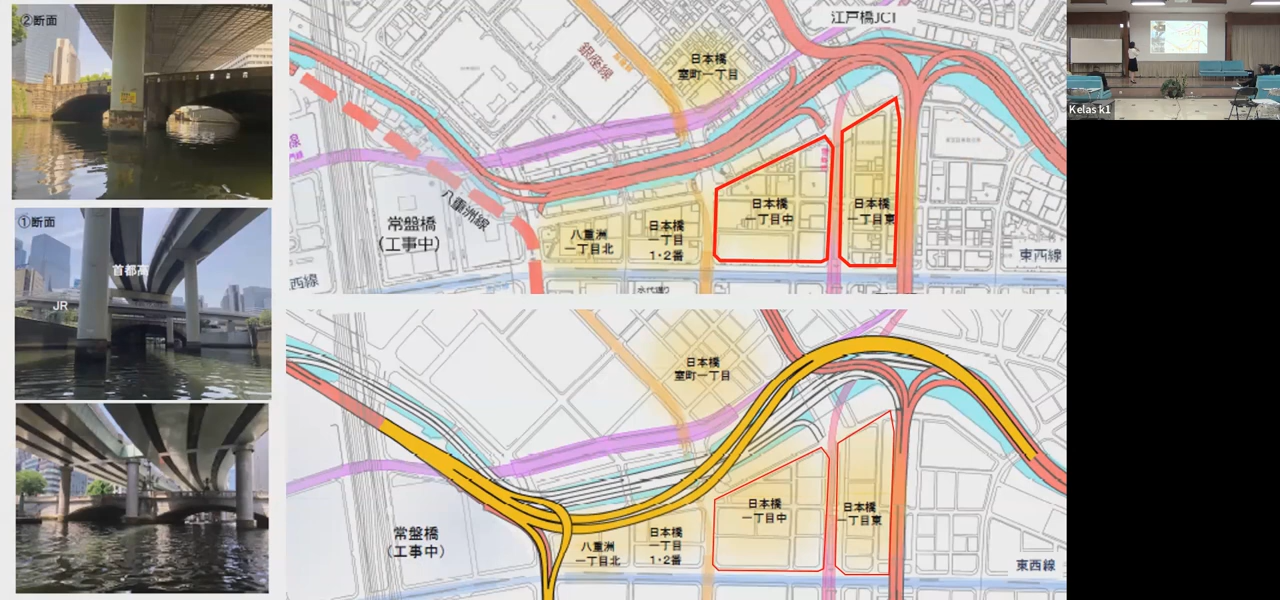 ②断面
①断面
首都高
JR
江戸橋JCT
銀座線
日本橋
室町一丁目
八重洲線
常盤橋
(工事中)
八重洲
一丁目北
日本橋
一丁目
1・2番
日本橋
一丁目中
日本橋
一丁目東
東西線
西線
永代通り
日本橋
室町一丁目
常盤橋
(工事中)
八重洲
一丁目北
日本橋
一丁目
1・2番
日本橋
一丁目中
日本橋
一丁目東
東西線
Kelas k1